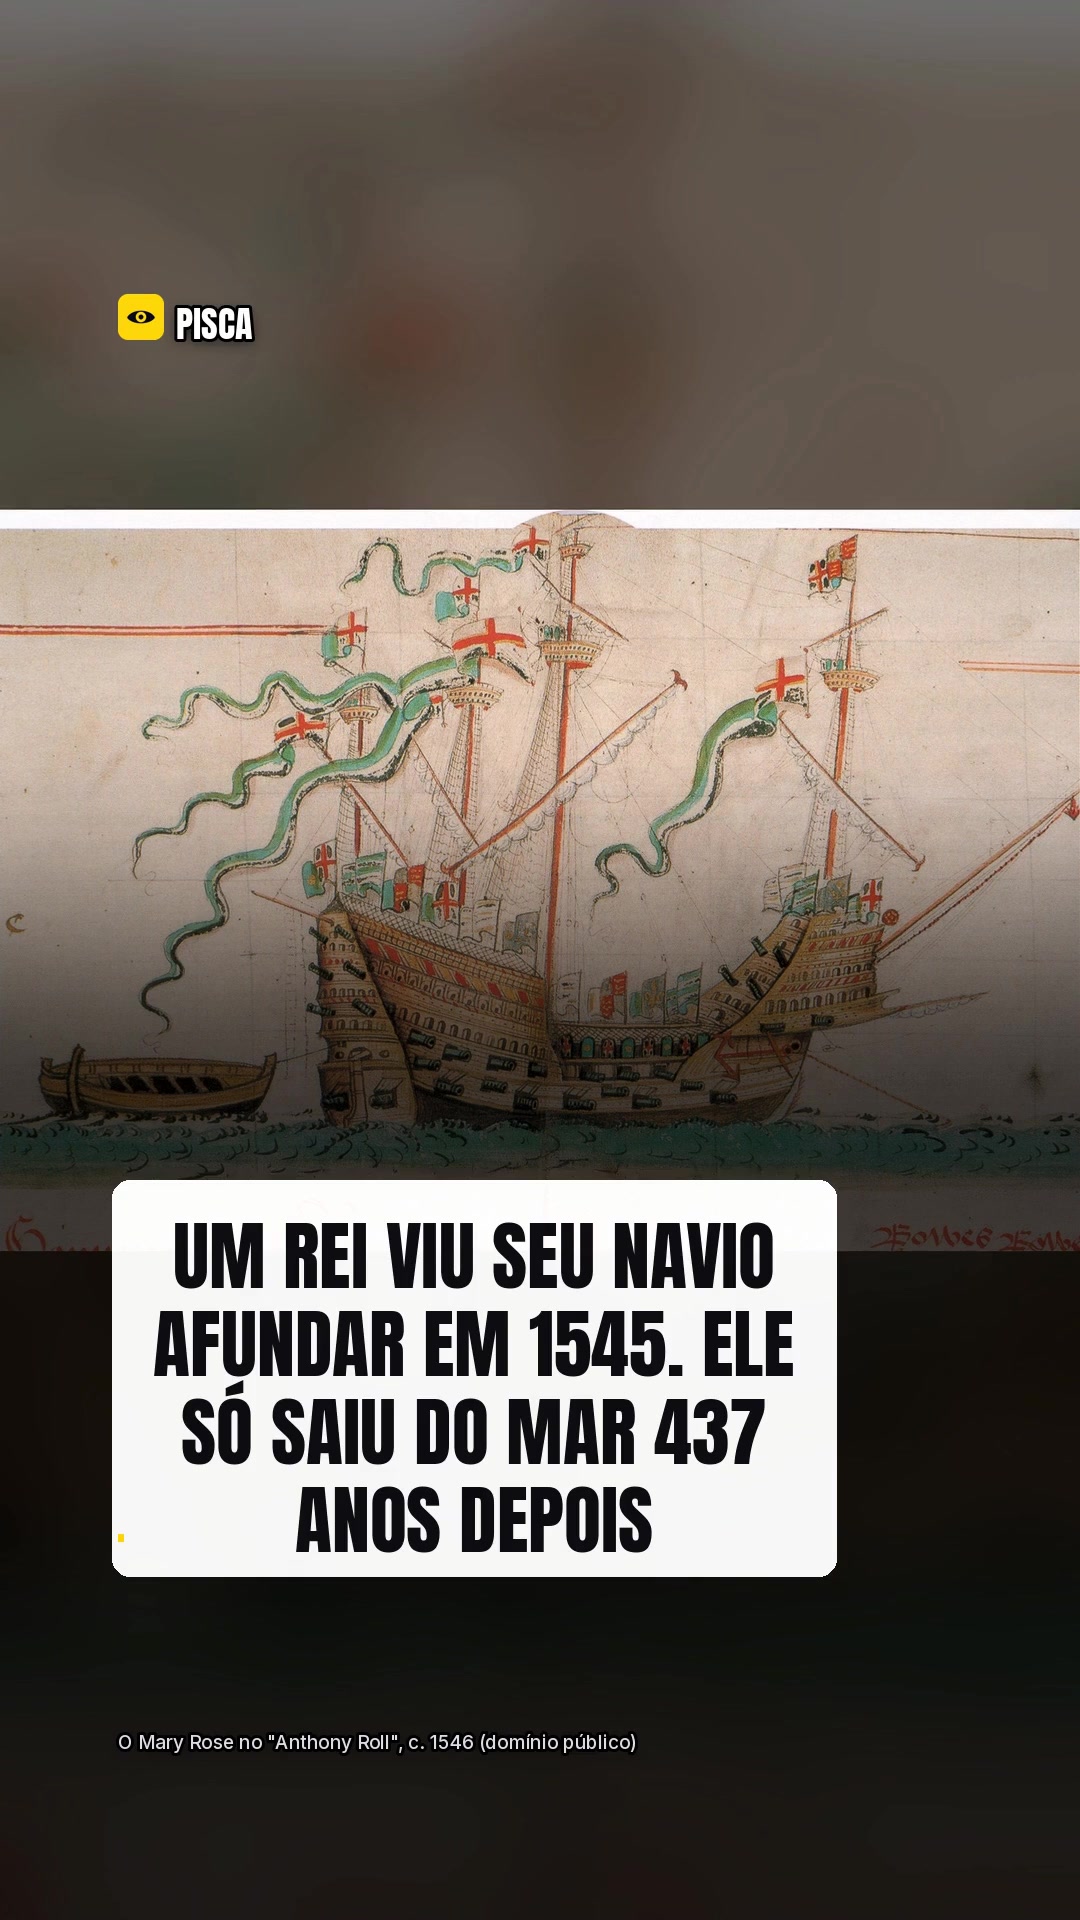 PISCA
UM REI VIU SEU NAVIO
AFUNDAR EM 1545. ELE
SÓ SAIU DO MAR 437
ANOS DEPOIS
O Mary Rose no "Anthony Roll", c. 1546 (domínio público)